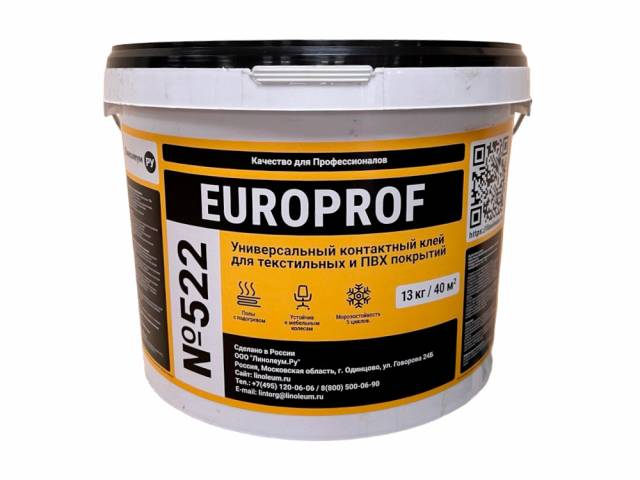 Линолеум РУ
Качество для Профессионалов
EUROPROF
№522
Универсальный контактный клей
для текстильных и ПВХ покрытий
13 кг / 40 м²
Полы
с подогревом
Устойчив
к мебельным
колесам
Морозостойкость
5 циклов.
Сделано в России
ООО "Линолеум.Ру"
Россия, Московская область, г. Одинцово, ул. Говорова 24Б
Сайт: linoleum.ru
Тел.: +7(495) 120-06-06 / 8(800) 500-06-90
E-mail: lintorg@linoleum.ru
https:/